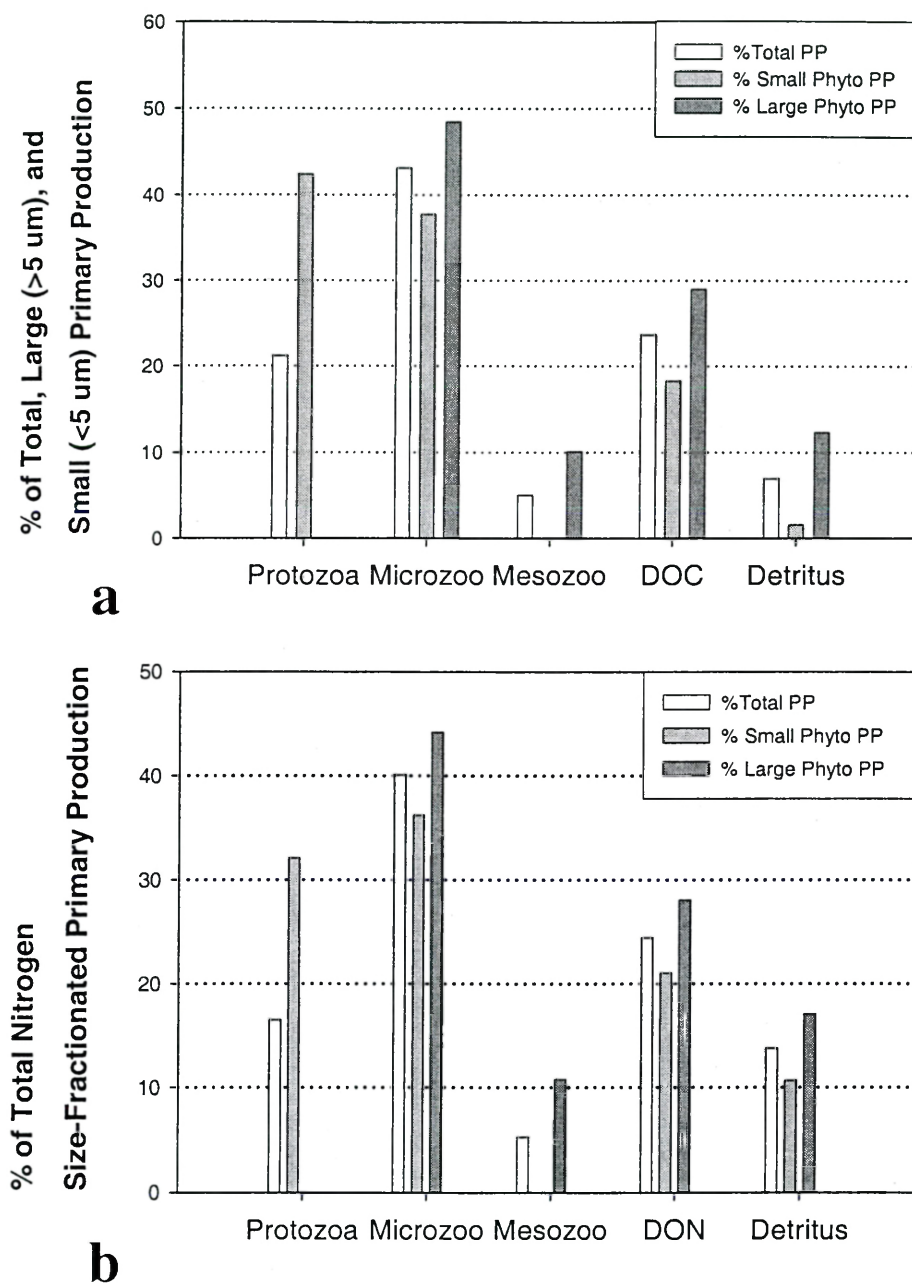 % of Total, Large (>5 um), and
Small (<5 um) Primary Production
60
50
40
30
20
10
0
%Total PP
% Small Phyto PP
% Large Phyto PP
Protozoa Microzoo Mesozoo DOC Detritus
a
% of Total Nitrogen
Size-Fractionated Primary Production
50
40
30
20
10
0
%Total PP
% Small Phyto PP
% Large Phyto PP
Protozoa Microzoo Mesozoo DON Detritus
b